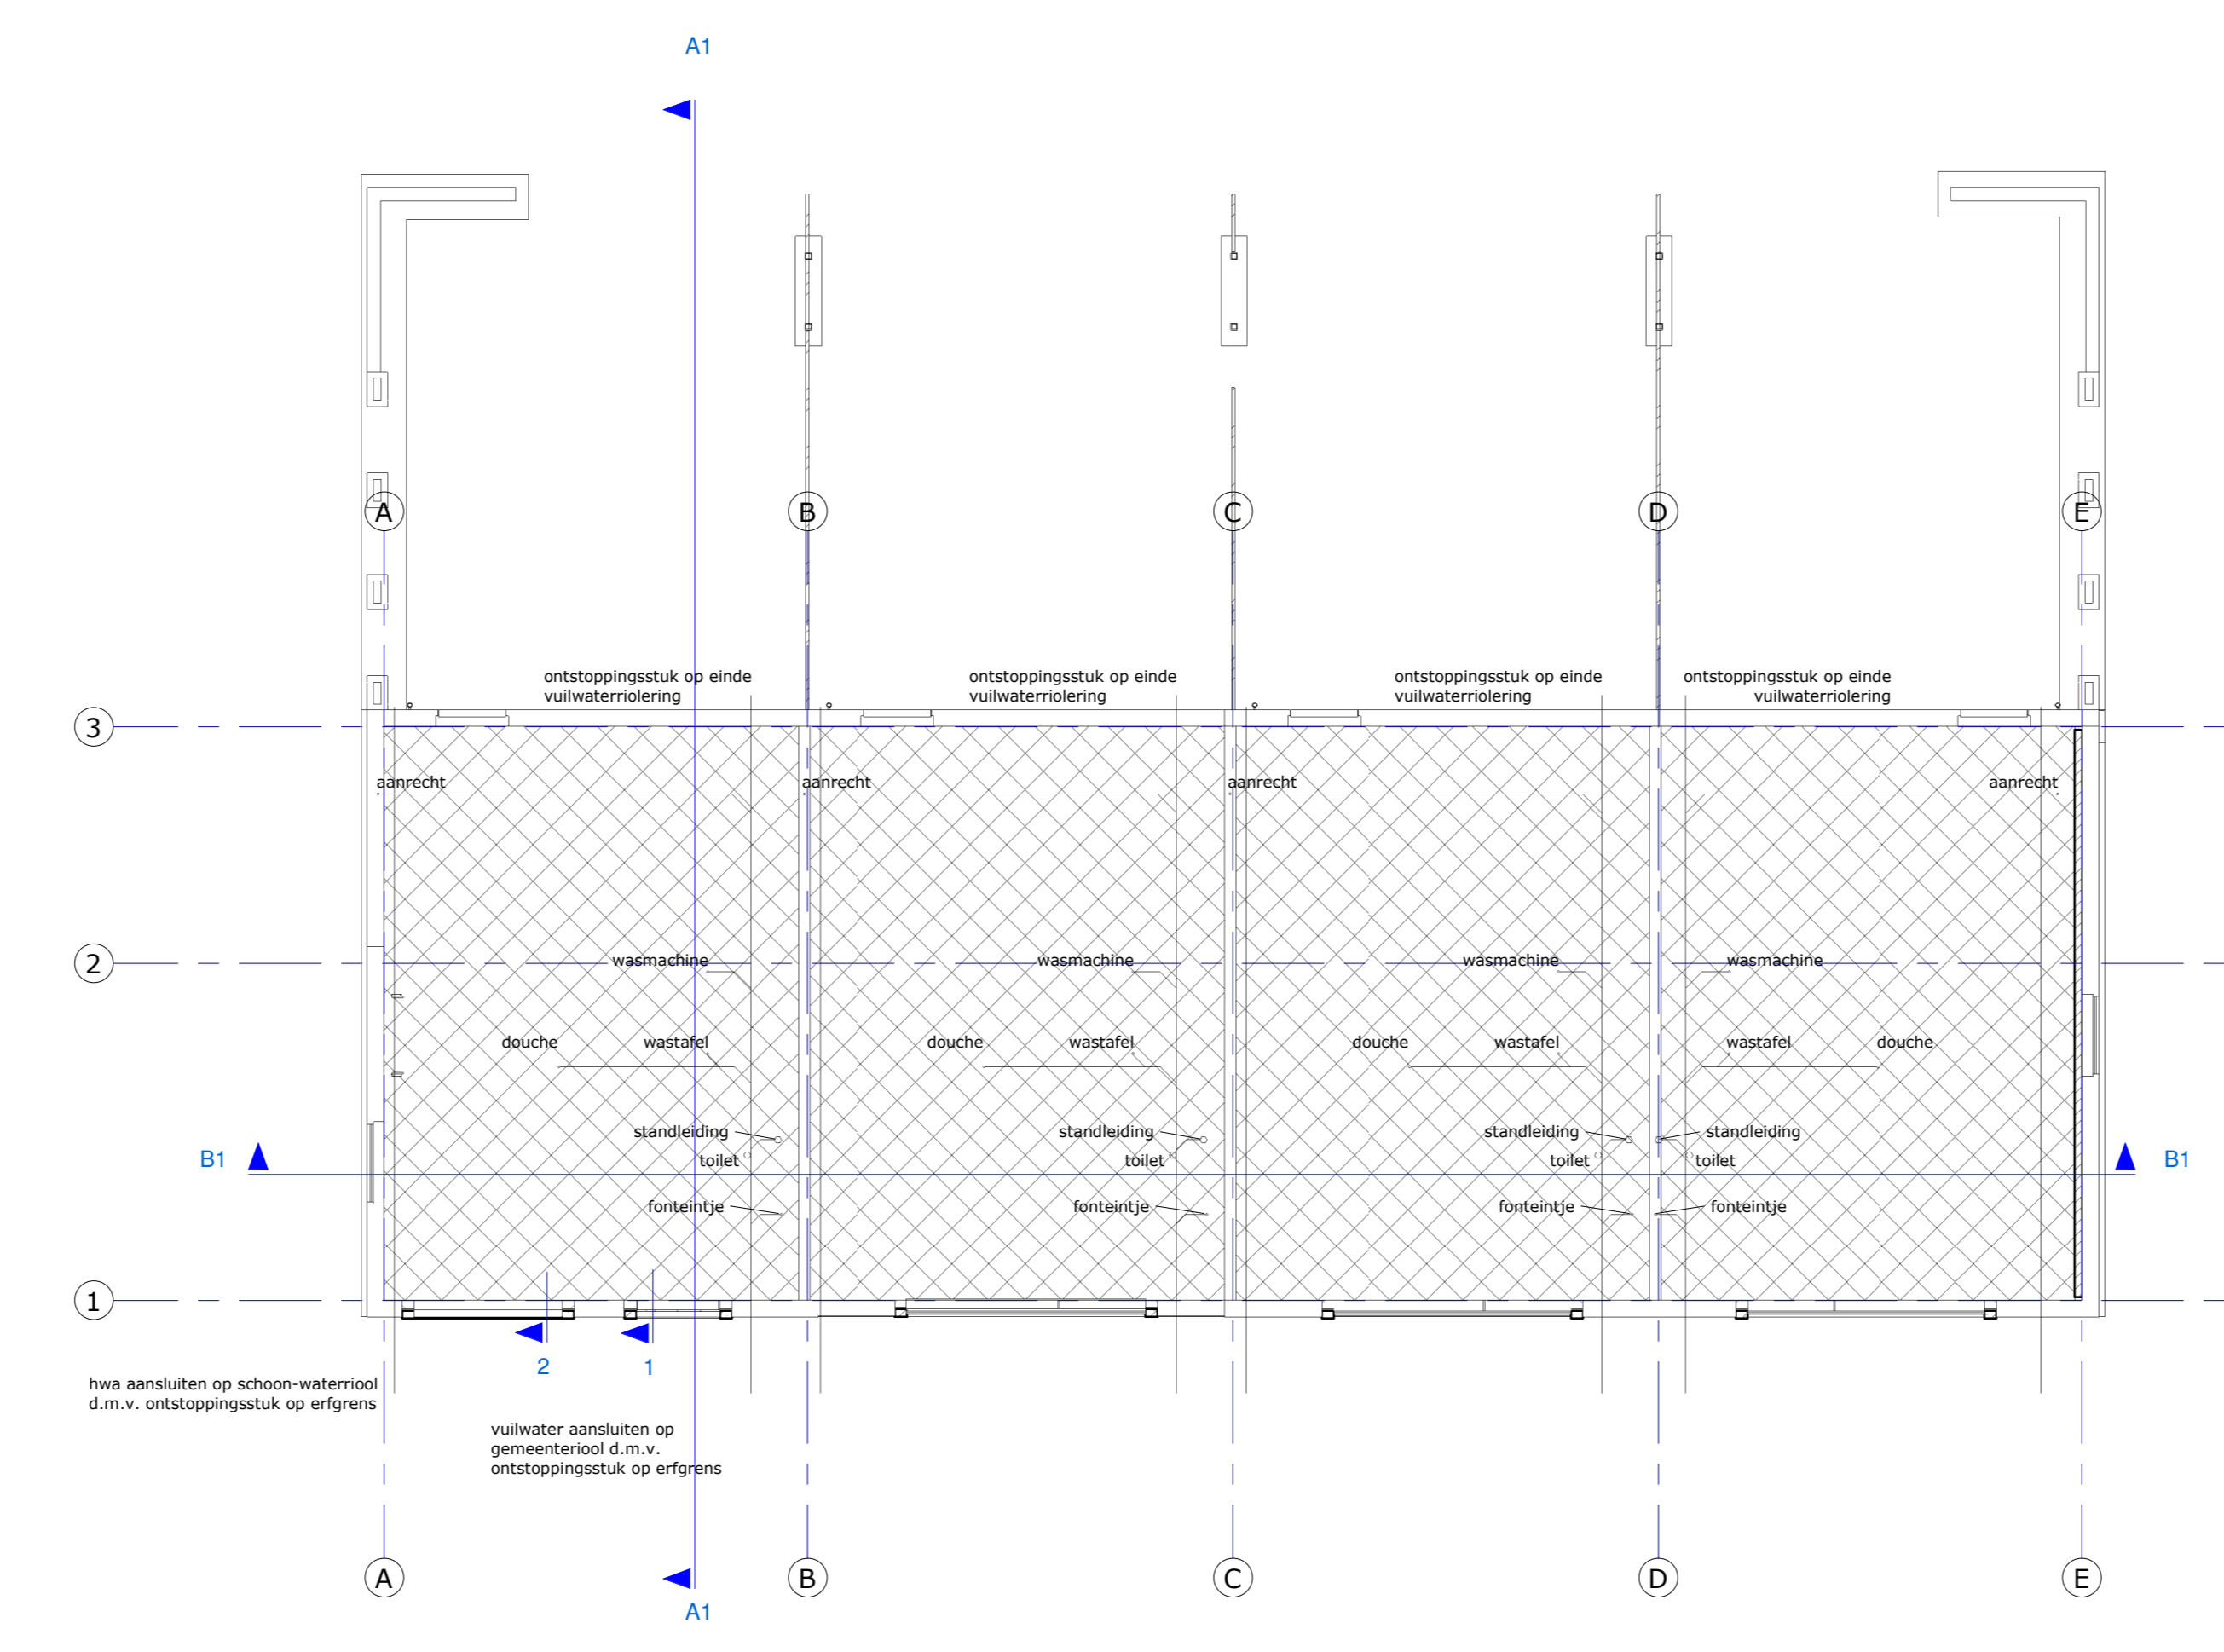 A1
A
B
C
D
E
ontstoppingsstuk op einde
vuilwaterriolering
ontstoppingsstuk op einde
vuilwaterriolering
ontstoppingsstuk op einde
vuilwaterriolering
ontstoppingsstuk op einde
vuilwaterriolering
3
aanrecht
aanrecht
aanrecht
aanrecht
2
wasmachine
wasmachine
wasmachine
wasmachine
douche
wastafel
douche
wastafel
douche
wastafel
wastafel
douche
standleiding
standleiding
standleiding
standleiding
B1
toilet
toilet
toilet
toilet
B1
fonteintje
fonteintje
fonteintje
fonteintje
1
2
1
hwa aansluiten op schoon-waterriool
d.m.v. ontstoppingsstuk op erfgrens
vuilwater aansluiten op
gemeenteriool d.m.v.
ontstoppingsstuk op erfgrens
A
B
C
D
E
A1